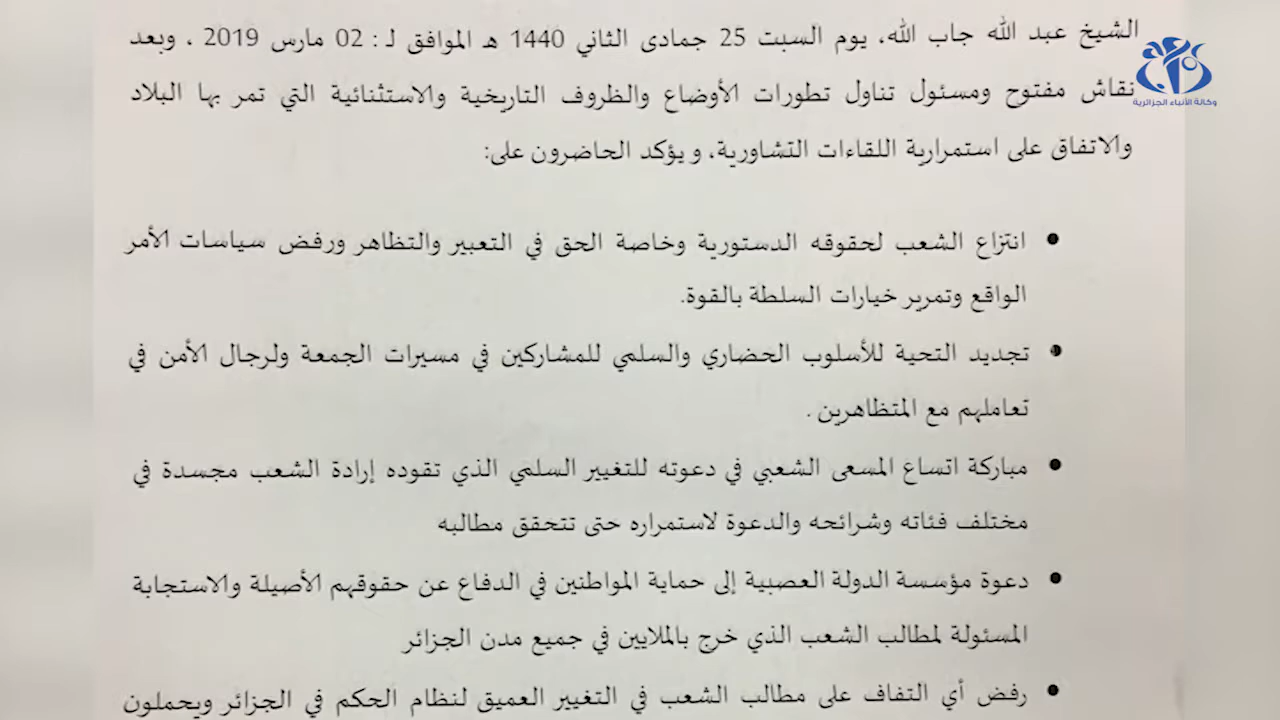 الشيخ عبد الله جاب الله، يوم السبت 25 جمادى الثاني 1440 هـ الموافق لـ : 02 مارس 2019 ، وبعد
نقاش مفتوح ومسئول تناول تطورات الأوضاع والظروف التاريخية والاستثنائية التي تمر بها البلاد
والاتفاق على استمرارية اللقاءات التشاورية، و يؤكد الحاضرون على:
وكالة الأنباء الجزائرية
• انتزاع الشعب لحقوقه الدستورية وخاصة الحق في التعبير والتظاهر ورفض سياسات الأمر
الواقع وتمرير خيارات السلطة بالقوة.
• تجديد التحية للأسلوب الحضاري والسلمي للمشاركين في مسيرات الجمعة ولرجال الأمن في
تعاملهم مع المتظاهرين .
• مباركة اتساع المسعى الشعبي في دعوته للتغيير السلمي الذي تقوده إرادة الشعب مجسدة في
مختلف فئاته وشرائحه والدعوة لاستمراره حتى تتحقق مطالبه
• دعوة مؤسسة الدولة العصبية إلى حماية المواطنين في الدفاع عن حقوقهم الأصيلة والاستجابة
المسئولة لمطالب الشعب الذي خرج بالملايين في جميع مدن الجزائر
• رفض أي التفاف على مطالب الشعب في التغيير العميق لنظام الحكم في الجزائر ويحملون